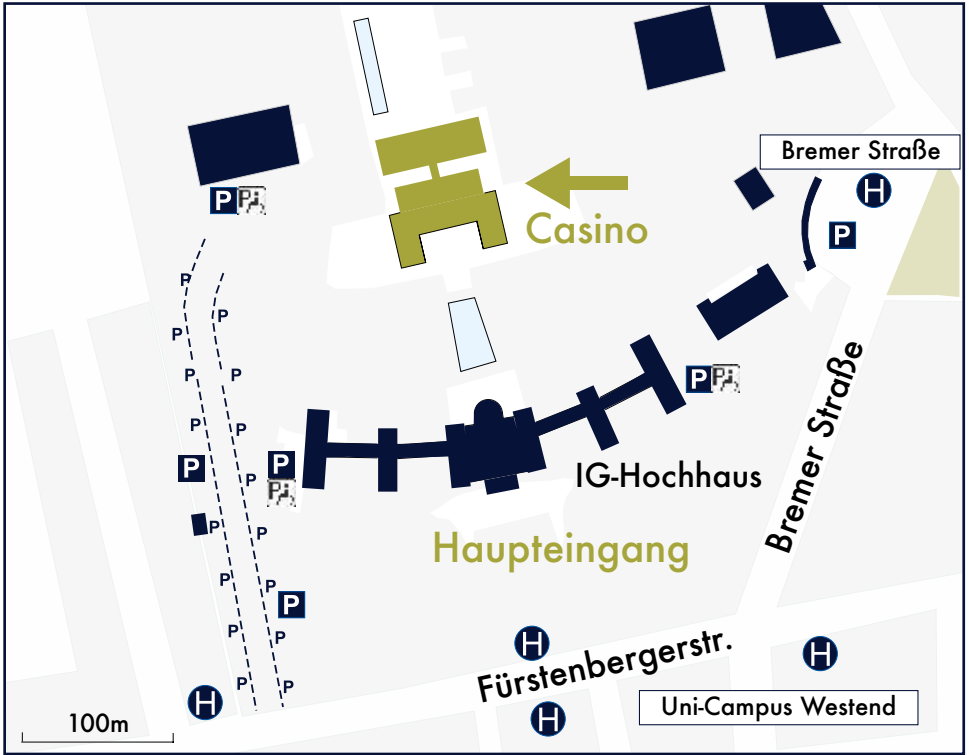 Bremer Straße
H
P
P
Casino
P
P
P
P
P
P
P
Bremer Straße
P
P
P
P
P
IG-Hochhaus
P
P
P
Haupteingang
P
P
P
P
P
H
Fürstenbergerstr.
H
P
P
H
Uni-Campus Westend
H
100m